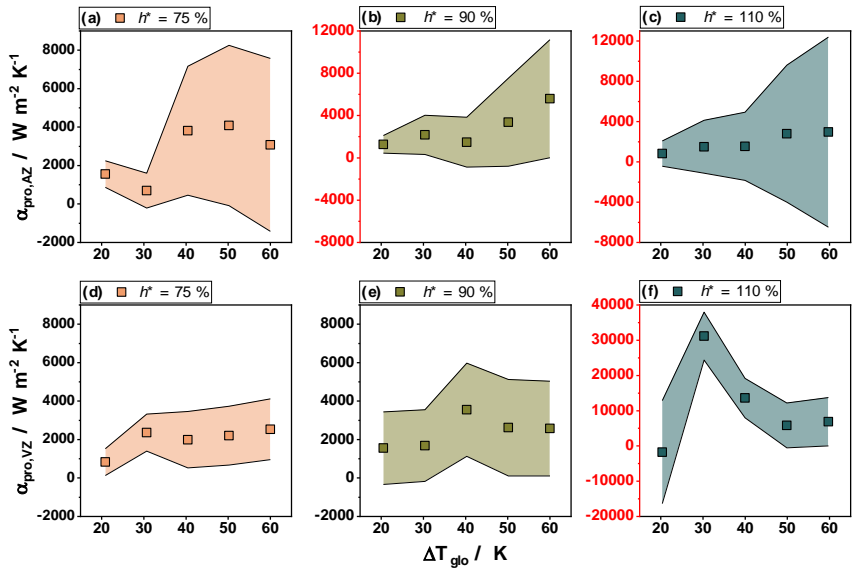 (a) h* = 75 %
(b) h* = 90 %
(c) h* = 110 %
α_pro,AZ / W m⁻² K⁻¹
8000
6000
4000
2000
0
-2000
20 30 40 50 60
12000
8000
4000
0
-4000
-8000
20 30 40 50 60
12000
8000
4000
0
-4000
-8000
20 30 40 50 60
(d) h* = 75 %
(e) h* = 90 %
(f) h* = 110 %
α_pro,VZ / W m⁻² K⁻¹
8000
6000
4000
2000
0
-2000
20 30 40 50 60
8000
6000
4000
2000
0
-2000
20 30 40 50 60
40000
30000
20000
10000
0
-10000
-20000
20 30 40 50 60
ΔT_glo / K